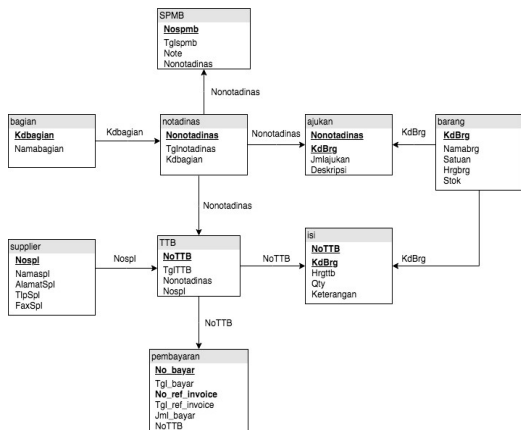 SPMB
Nospmb
Tglspmb
Note
Nonotadinas
Nonotadinas
bagian
Kdbagian
Namabagian
Kdbagian
notadinas
Nonotadinas
Tglnotadinas
Kdbagian
Nonotadinas
ajukan
Nonotadinas
KdBrg
Jmlajukan
Deskripsi
KdBrg
barang
KdBrg
Namabrg
Satuan
Hrgbrg
Stok
Nonotadinas
supplier
Nospl
Namaspl
AlamatSpl
TlpSpl
FaxSpl
Nospl
TTB
NoTTB
TglTTB
Nonotadinas
Nospl
NoTTB
isi
NoTTB
KdBrg
Hrgttb
Qty
Keterangan
KdBrg
NoTTB
pembayaran
No_bayar
Tgl_bayar
No_ref_invoice
Tgl_ref_invoice
Jml_bayar
NoTTB